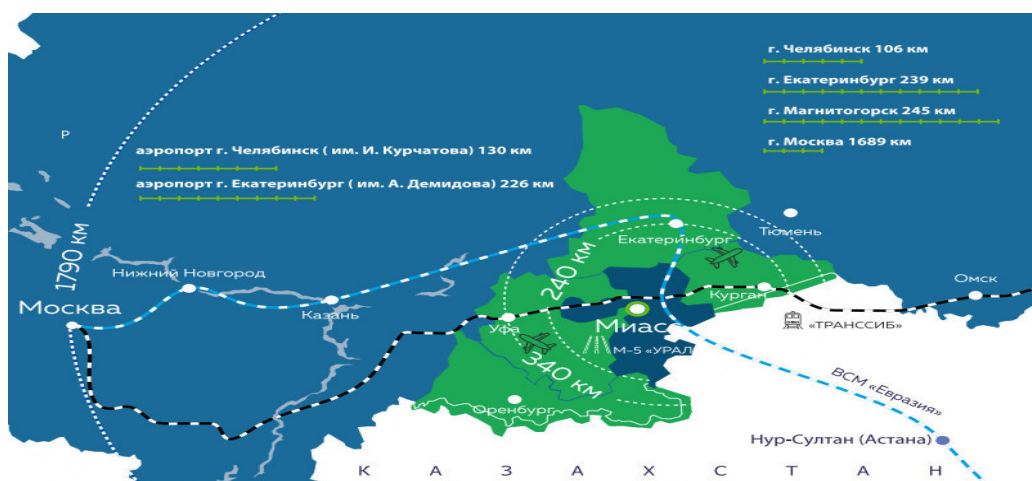 г. Челябинск 106 км
г. Екатеринбург 239 км
г. Магнитогорск 245 км
г. Москва 1689 км
Р
аэропорт г. Челябинск ( им. И. Курчатова) 130 км
аэропорт г. Екатеринбург ( им. А. Демидова) 226 км
1790 КМ
Екатеринбург
Тюмень
240 КМ
Нижний Новгород
Москва
Казань
Омск
Курган
Уфа
Миасс
«ТРАНССИБ»
М-5 «УРАЛ
340 КМ
ВСМ «Евразия»
Оренбург
Нур-Султан (Астана)
К А З А Х С Т А Н